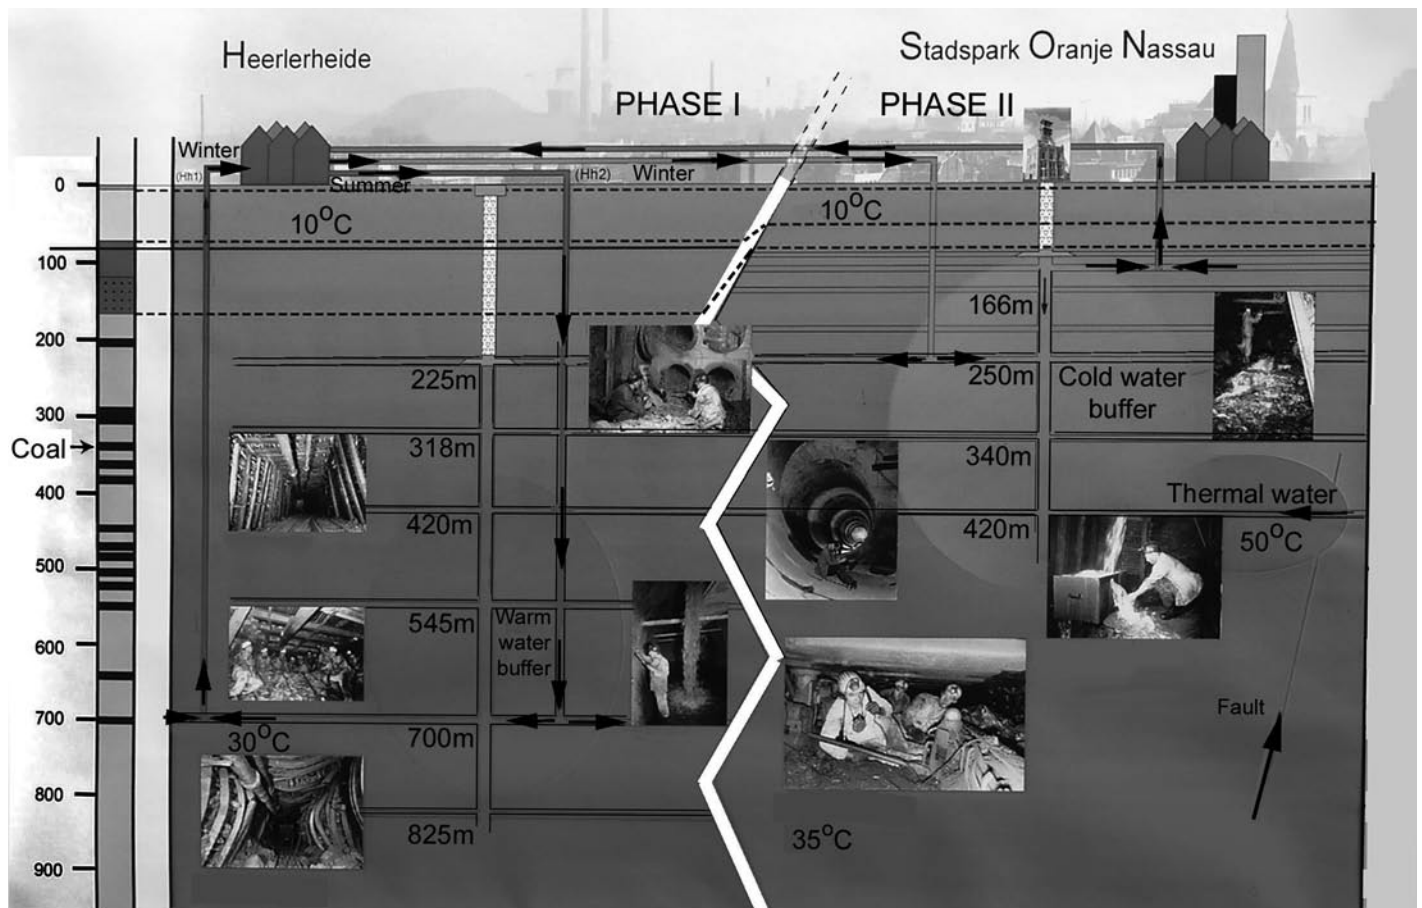 Heerlerheide
Stadspark Oranje Nassau
PHASE I
PHASE II
Winter
(Hh1)
Summer
(Hh2)
Winter
10°C
10°C
0
100
200
300
Coal
400
500
600
700
800
900
225m
318m
420m
545m
700m
825m
Warm
water
buffer
30°C
166m
250m
340m
420m
Cold water
buffer
Thermal water
50°C
Fault
35°C